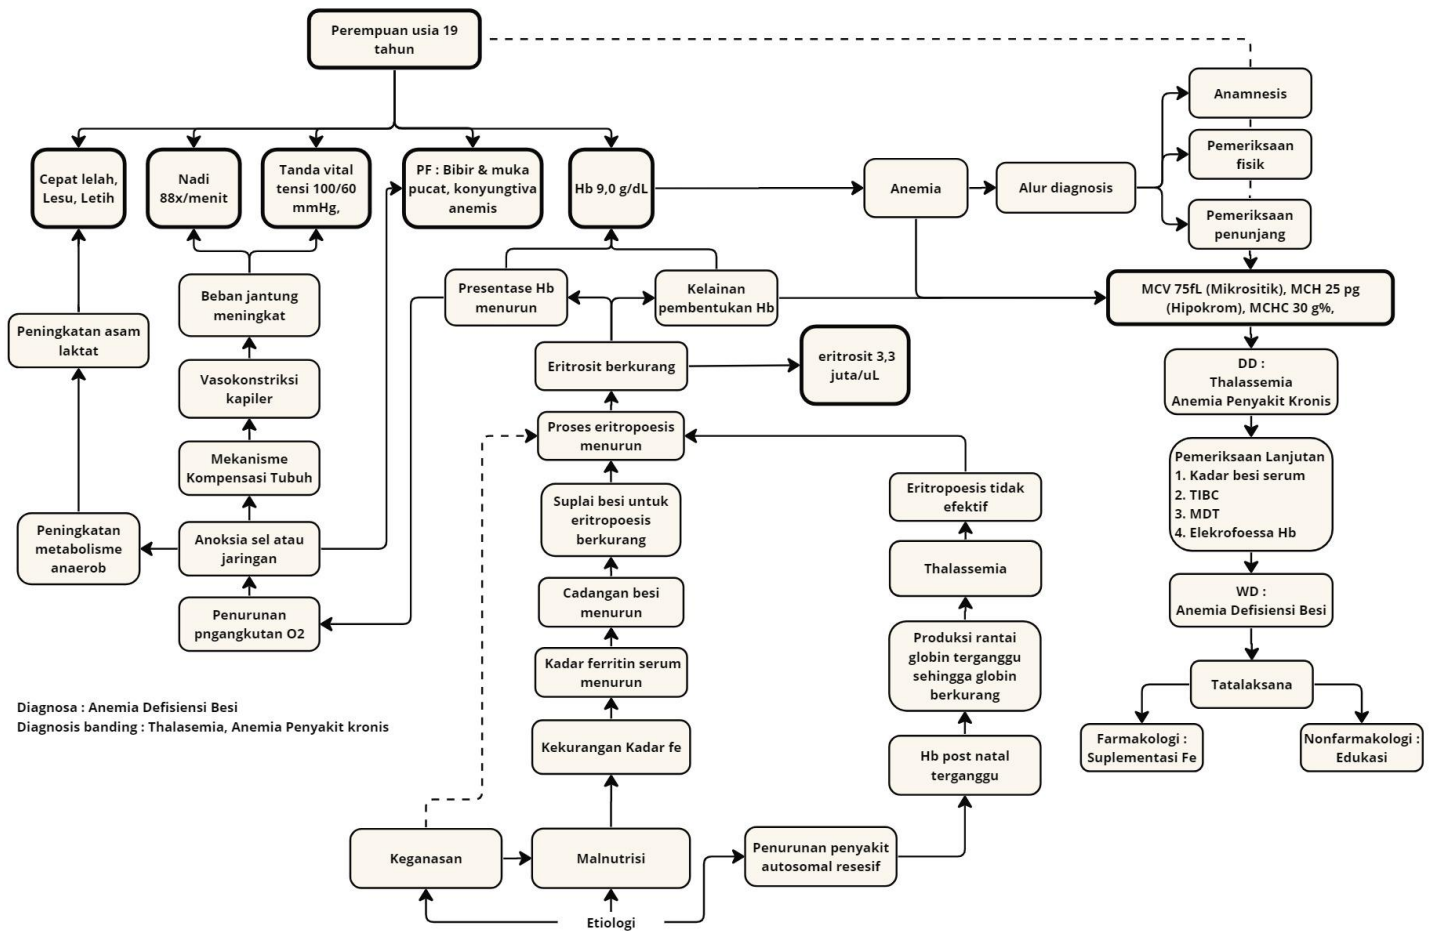 Perempuan usia 19
tahun
Anamnesis
Pemeriksaan
fisik
Pemeriksaan
penunjang
Cepat lelah,
Lesu, Letih
Nadi
88x/menit
Tanda vital
tensi 100/60
mmHg,
PF : Bibir & muka
pucat, konyungtiva
anemis
Hb 9,0 g/dL
Anemia
Alur diagnosis
Beban jantung
meningkat
Presentase Hb
menurun
Kelainan
pembentukan Hb
MCV 75fL (Mikrositik), MCH 25 pg
(Hipokrom), MCHC 30 g%,
Peningkatan asam
laktat
Vasokonstriksi
kapiler
Eritrosit berkurang
eritrosit 3,3
juta/uL
DD :
Thalassemia
Anemia Penyakit Kronis
Mekanisme
Kompensasi Tubuh
Proses eritropoesis
menurun
Pemeriksaan Lanjutan
1. Kadar besi serum
2. TIBC
3. MDT
4. Elekrofoessa Hb
Peningkatan
metabolisme
anaerob
Anoksia sel atau
jaringan
Suplai besi untuk
eritropoesis
berkurang
Eritropoesis tidak
efektif
Thalassemia
Penurunan
pngangkutan O2
Cadangan besi
menurun
WD :
Anemia Defisiensi Besi
Kadar ferritin serum
menurun
Produksi rantai
globin terganggu
sehingga globin
berkurang
Tatalaksana
Diagnosa : Anemia Defisiensi Besi
Diagnosis banding : Thalasemia, Anemia Penyakit kronis
Kekurangan Kadar fe
Hb post natal
terganggu
Farmakologi :
Suplementasi Fe
Nonfarmakologi :
Edukasi
Keganasan
Malnutrisi
Penurunan penyakit
autosomal resesif
Etiologi